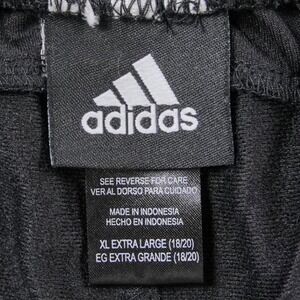 adidas
SEE REVERSE FOR CARE
VER AL DORSO PARA CUIDADO
MADE IN INDONESIA
HECHO EN INDONESIA
XL EXTRA LARGE (18/20)
EG EXTRA GRANDE (18/20)